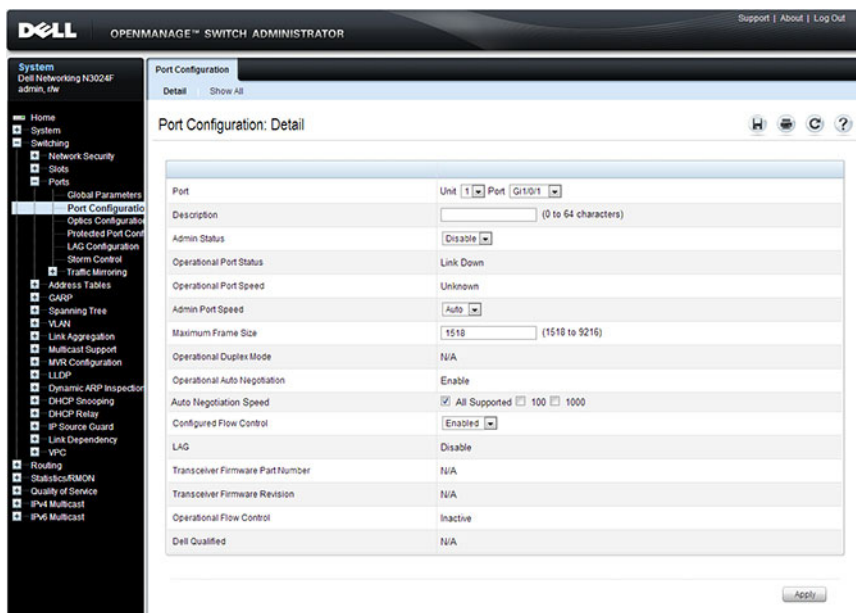 Support | About | Log Out
DELL OPENMANAGE™ SWITCH ADMINISTRATOR
System
Dell Networking N3024F
admin, r/w
Home
System
Switching
Network Security
Slots
Ports
Global Parameters
Port Configuratio
Optics Configuration
Protected Port Conf
LAG Configuration
Storm Control
Traffic Mirroring
Address Tables
GARP
Spanning Tree
VLAN
Link Aggregation
Multicast Support
MVR Configuration
LLDP
Dynamic ARP Inspection
DHCP Snooping
DHCP Relay
IP Source Guard
Link Dependency
VPC
Routing
Statistics/RMON
Quality of Service
IPv4 Multicast
IPv6 Multicast
Port Configuration
Detail Show All
Port Configuration: Detail
Port Unit 1 Port Gi1/0/1
Description (0 to 64 characters)
Admin Status Disable
Operational Port Status Link Down
Operational Port Speed Unknown
Admin Port Speed Auto
Maximum Frame Size 1518 (1518 to 9216)
Operational Duplex Mode N/A
Operational Auto Negotiation Enable
Auto Negotiation Speed All Supported 100 1000
Configured Flow Control Enabled
LAG Disable
Transceiver Firmware Part Number N/A
Transceiver Firmware Revision N/A
Operational Flow Control Inactive
Dell Qualified N/A
Apply